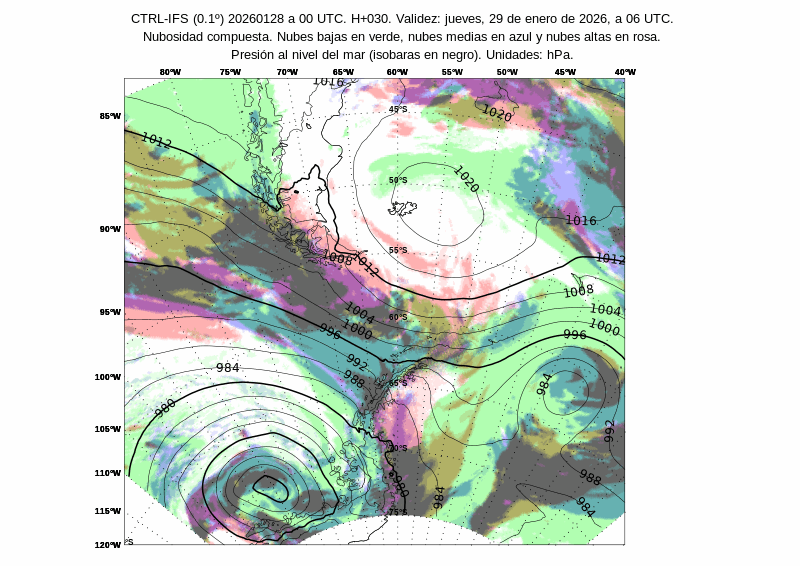 CTRL-IFS (0.1º) 20260128 a 00 UTC. H+030. Validez: jueves, 29 de enero de 2026, a 06 UTC.
Nubosidad compuesta. Nubes bajas en verde, nubes medias en azul y nubes altas en rosa.
Presión al nivel del mar (isobaras en negro). Unidades: hPa.
80ºW 75ºW 70ºW 65ºW 60ºW 55ºW 50ºW 45ºW 40ºW
1016
45ºS
1020
85ºW
1012
50ºS
1020
1016
90ºW
55ºS
1008
1012
1012
1008
95ºW
1004
1004
60ºS
1000
1000
996
996
992
984
100ºW
988
65ºS
984
980
105ºW
992
70ºS
110ºW
988
980
984
984
115ºW
75ºS
120ºW
ºS